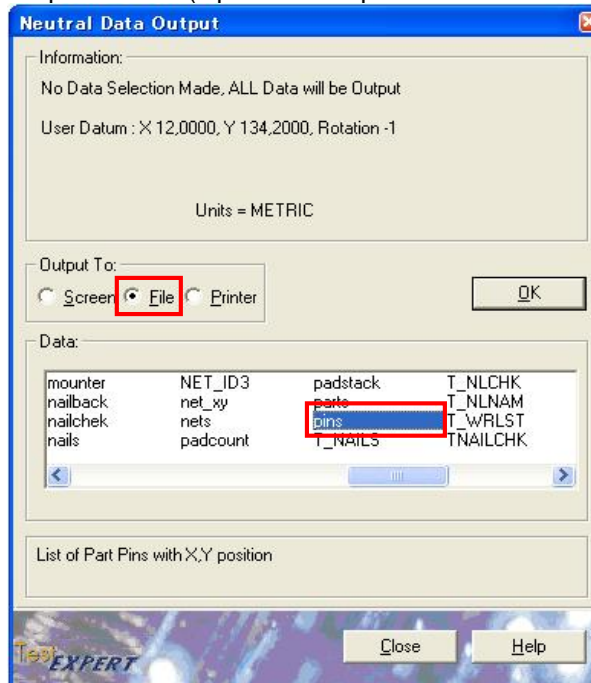 Neutral Data Output
Information:
No Data Selection Made, ALL Data will be Output
User Datum : X 12,0000, Y 134,2000, Rotation -1
Units = METRIC
Output To:
Screen File Printer
OK
Data:
mounter NET_ID3 padstack T_NLCHK
nailback net_xy parts T_NLNAM
nailchek nets pins T_WRLST
nails padcount T_NAILS TNAILCHK
List of Part Pins with X,Y position
Test EXPERT
Close
Help